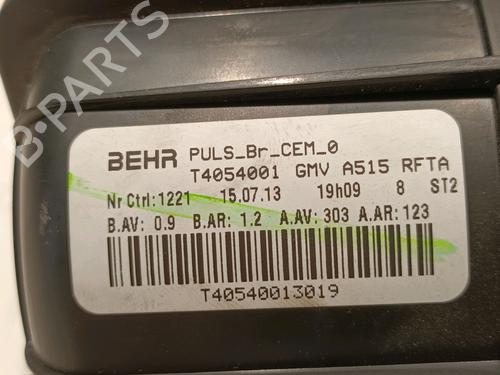 BEHR PULS_Br_CEM_0
T4054001 GMV A515 RFTA
Nr Ctrl:1221 15.07.13 19h09 8 ST2
B.AV: 0.9 B.AR: 1.2 A.AV: 303 A.AR: 123
T40540013019